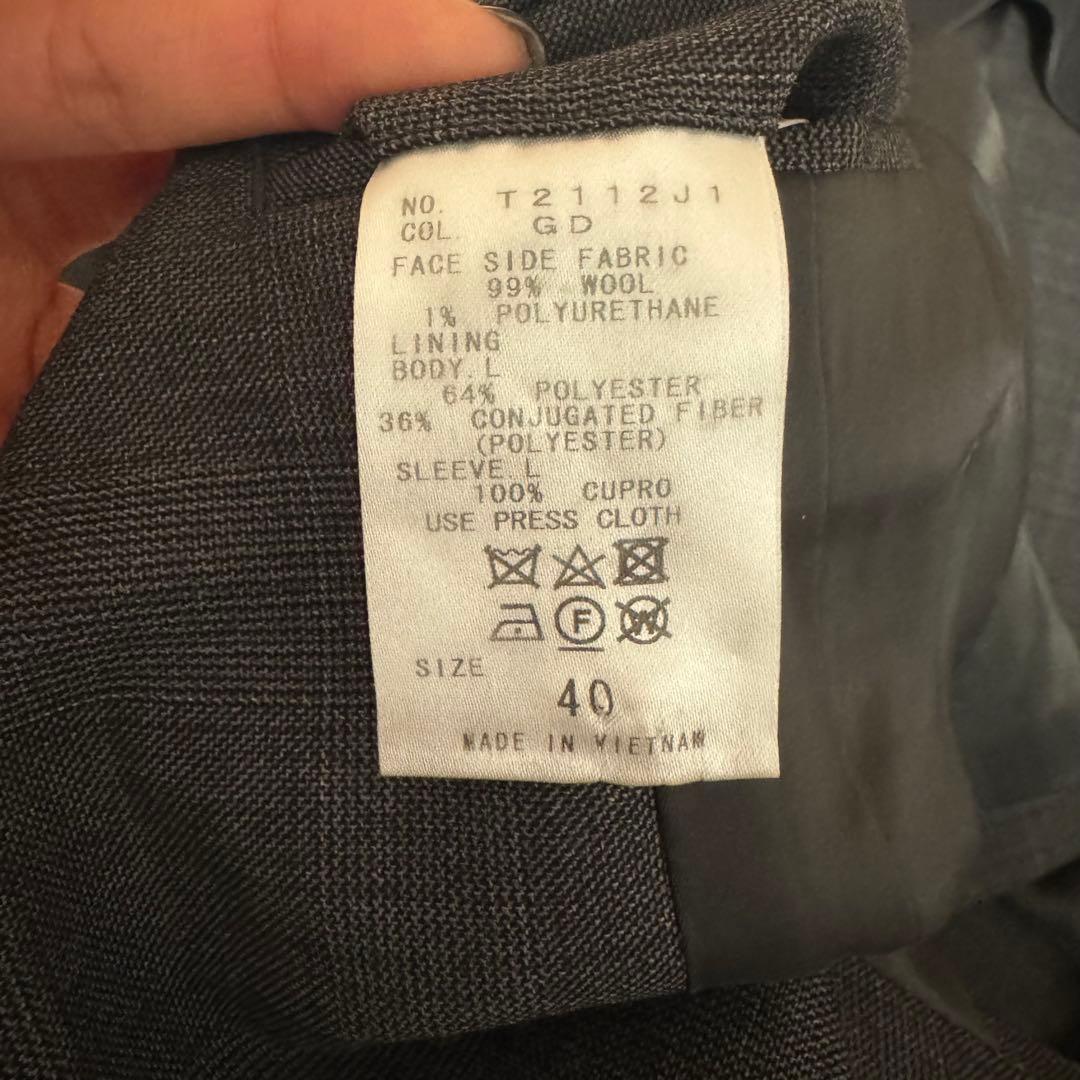 NO. T2112J1
COL. GD
FACE SIDE FABRIC
99% WOOL
1% POLYURETHANE
LINING
BODY.L
64% POLYESTER
36% CONJUGATED FIBER
(POLYESTER)
SLEEVE.L
100% CUPRO
USE PRESS CLOTH
F W
SIZE
40
MADE IN VIETNAM